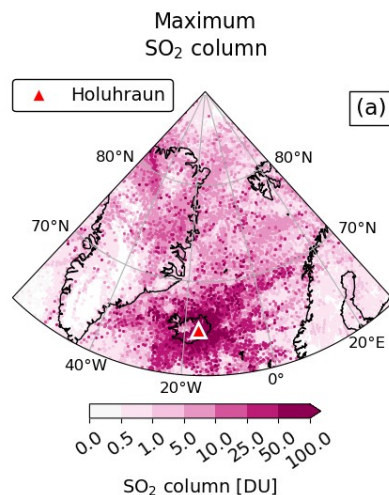 Maximum
SO₂ column
Holuhraun
(a)
80°N
80°N
70°N
70°N
40°W
20°W
0°
20°E
0.0
0.5
1.0
5.0
10.0
25.0
50.0
100.0
SO₂ column [DU]